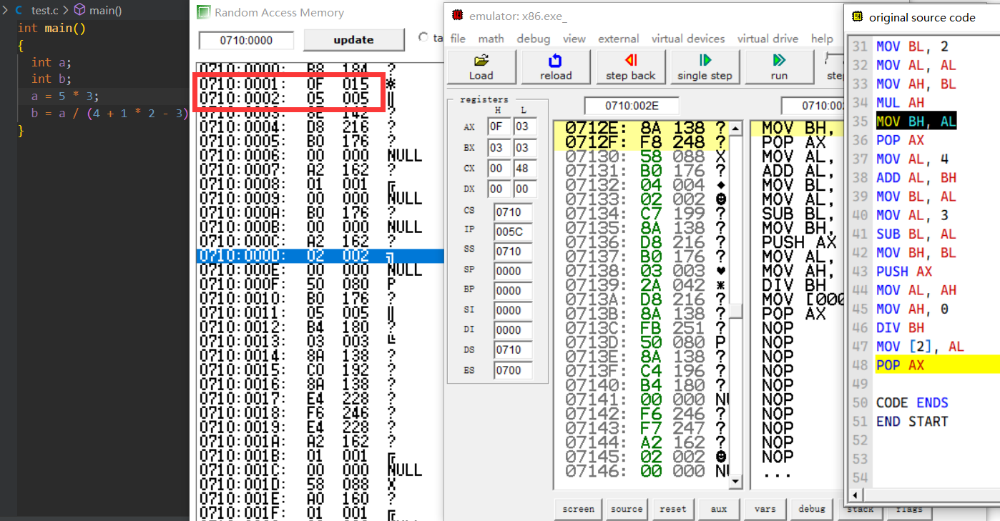 test.c > main()
int main()
{
int a;
int b;
a = 5 * 3;
b = a / (4 + 1 * 2 - 3)
}
Random Access Memory
0710:0000
update
ta
0710:0000: B8 184 ?
0710:0001: 0F 015 *
0710:0002: 05 005
142 ?
0710:0004: D8 216 ?
0710:0005: B0 176 ?
0710:0006: 00 000 NULL
0710:0007: A2 162 ?
0710:0008: 01 001
0710:0009: 00 000 NULL
0710:000A: B0 176 ?
0710:000B: 00 000 NULL
0710:000C: A2 162 ?
0710:000D: 02 002
0710:000E: 00 000 NULL
0710:000F: 50 080 P
0710:0010: B0 176 ?
0710:0011: 05 005
0710:0012: B4 180 ?
0710:0013: 03 003
0710:0014: 8A 138 ?
0710:0015: C0 192 ?
0710:0016: 8A 138 ?
0710:0017: E4 228 ?
0710:0018: F6 246 ?
0710:0019: E4 228 ?
0710:001A: A2 162 ?
0710:001B: 01 001
0710:001C: 00 000 NULL
0710:001D: 58 088 X
0710:001E: A0 160 ?
0710:001F: 01 001
emulator: x86.exe_
file math debug view external virtual devices virtual drive help
Load reload step back single step run step
registers
H L
AX 0F 03
BX 03 03
CX 00 48
DX 00 00
CS 0710
IP 005C
SS 0710
SP 0000
BP 0000
SI 0000
DI 0000
DS 0710
ES 0700
0710:002E
0712E: 8A 138 ?
0712F: F8 248 ?
07130: 58 088 X
07131: B0 176 ?
07132: 04 004 ♦
07133: 02 002 ☻
07134: C7 199 ?
07135: 8A 138 ?
07136: D8 216 ?
07137: B0 176 ?
07138: 03 003 ♥
07139: 2A 042 *
0713A: D8 216 ?
0713B: 8A 138 ?
0713C: FB 251 ?
0713D: 50 080 P
0713E: 8A 138 ?
0713F: C4 196 ?
07140: B4 180 ?
07141: 00 000 NU
07142: F6 246 ?
07143: F7 247 ?
07144: A2 162 ?
07145: 02 002 ☻
07146: 00 000 NU
0710:002
MOV BH,
POP AX
MOV AL,
ADD AL,
MOV BL,
MOV AL,
SUB BL,
MOV BH,
PUSH AX
MOV AL,
MOV AH,
DIV BH
MOV [000
POP AX
NOP
NOP
NOP
NOP
NOP
NOP
NOP
NOP
NOP
NOP
...
screen source reset aux vars debug stack flags
original source code
31 MOV BL, 2
32 MOV AL, AL
33 MOV AH, BL
34 MUL AH
35 MOV BH, AL
36 POP AX
37 MOV AL, 4
38 ADD AL, BH
39 MOV BL, AL
40 MOV AL, 3
41 SUB BL, AL
42 MOV BH, BL
43 PUSH AX
44 MOV AL, AH
45 MOV AH, 0
46 DIV BH
47 MOV [2], AL
48 POP AX
49
50 CODE ENDS
51 END START
52
53
54